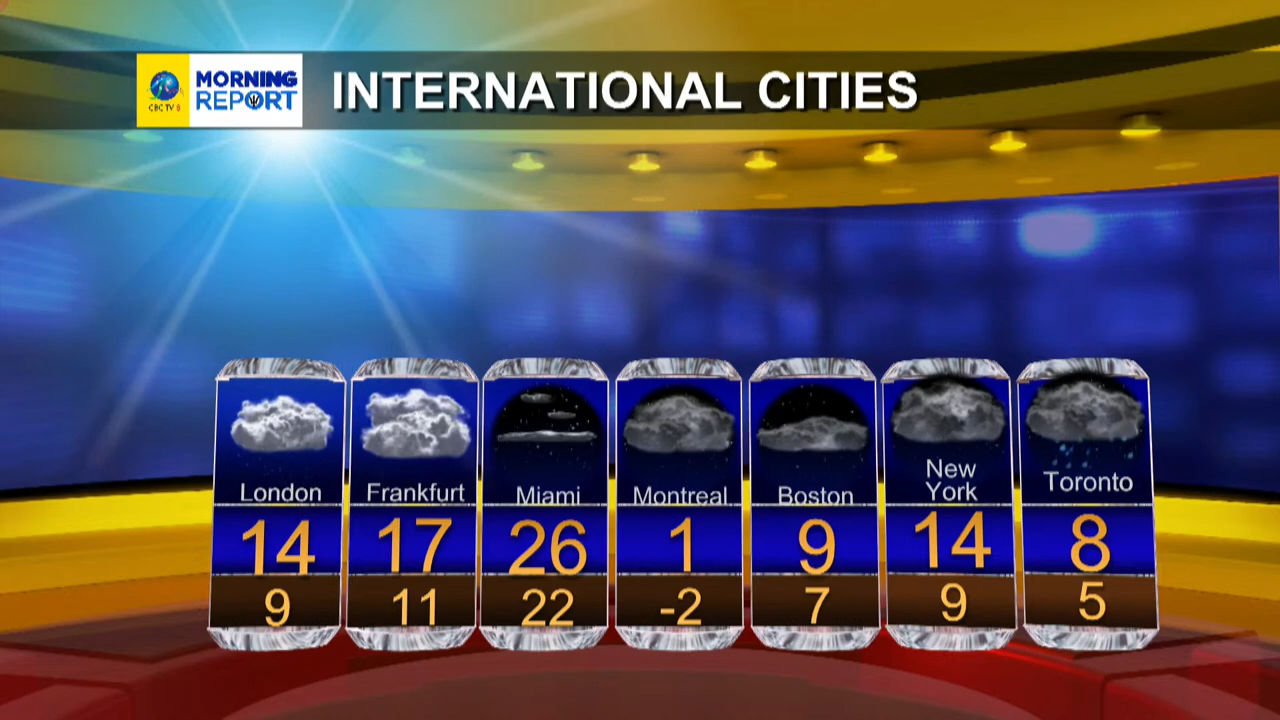 CBC TV 8
MORNING
REPORT
INTERNATIONAL CITIES
London
Frankfurt
Miami
Montreal
Boston
New
York
Toronto
14
17
26
1
9
14
8
9
11
22
-2
7
9
5